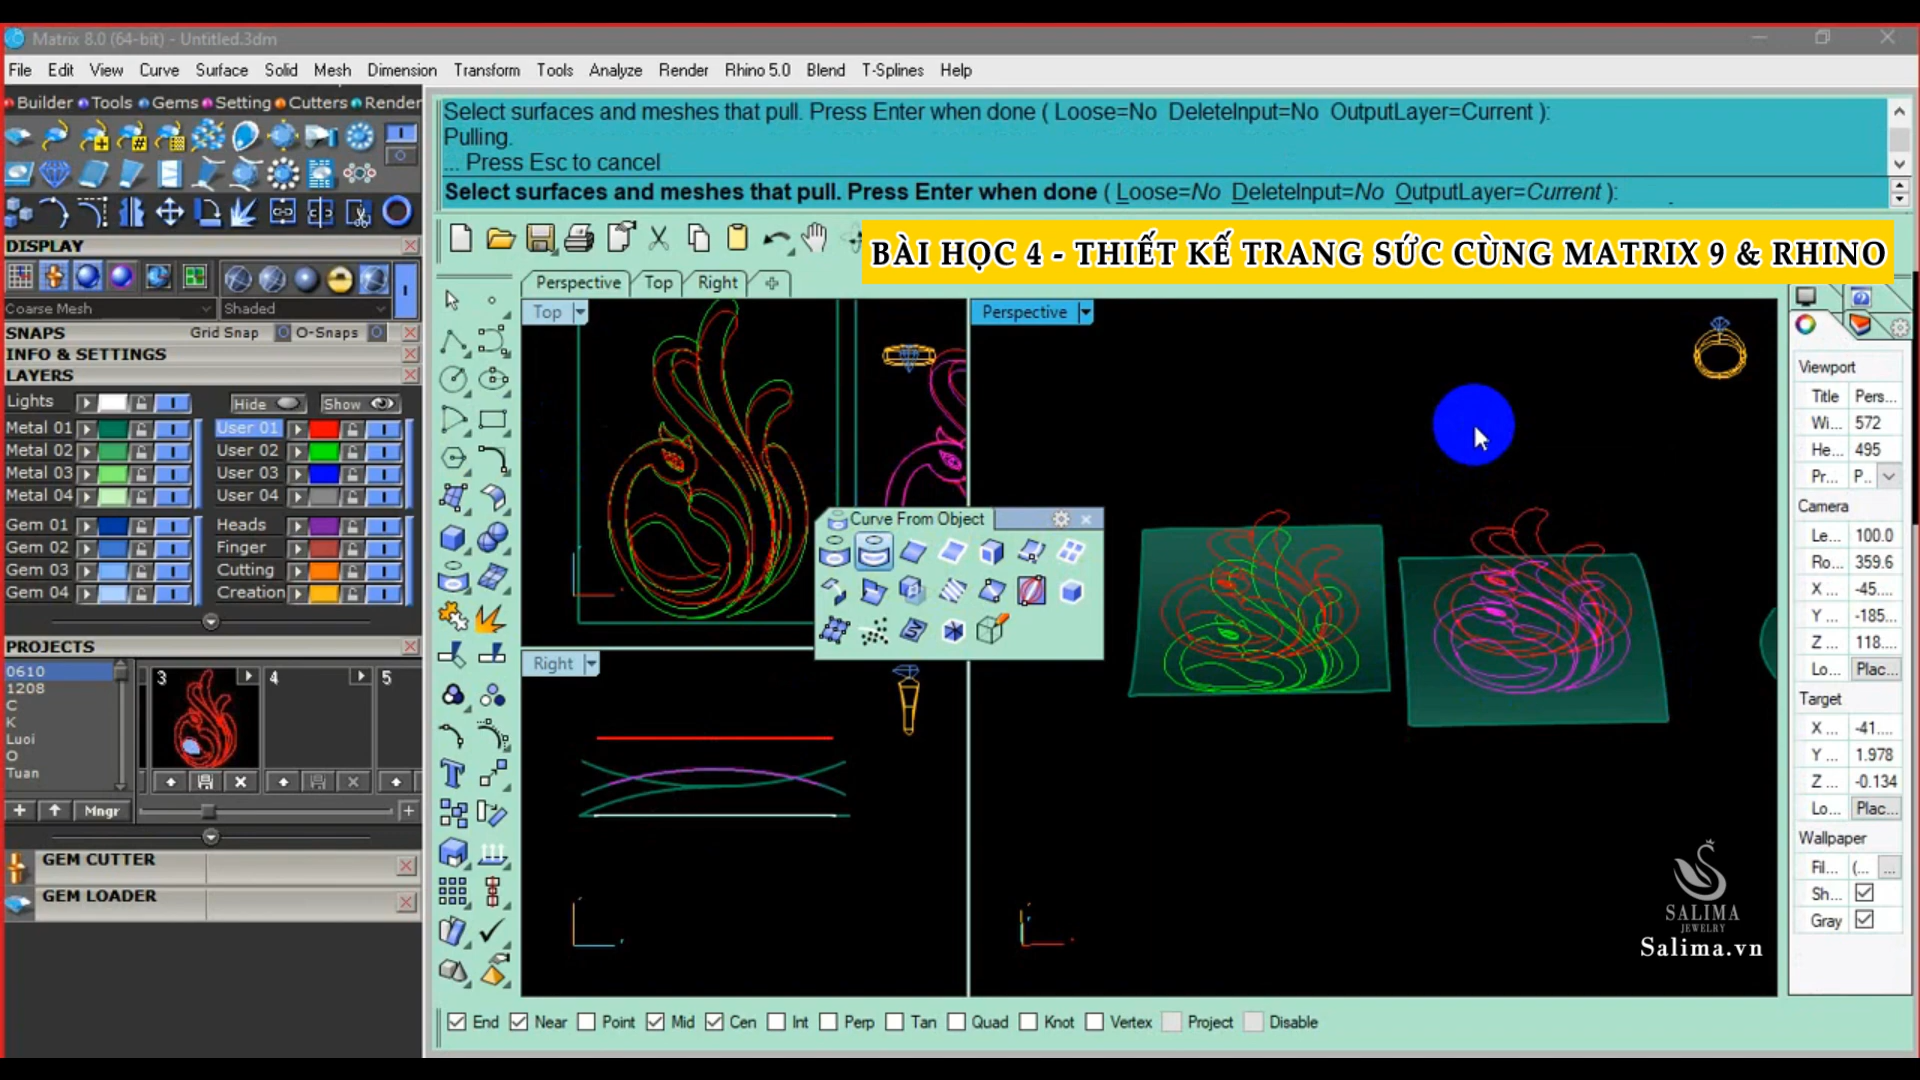 Matrix 8.0 (64-bit) - Untitled.3dm
File Edit View Curve Surface Solid Mesh Dimension Transform Tools Analyze Render Rhino 5.0 Blend T-Splines Help
Builder Tools Gems Setting Cutters Render
Select surfaces and meshes that pull. Press Enter when done ( Loose=No DeleteInput=No OutputLayer=Current ):
Pulling.
... Press Esc to cancel
Select surfaces and meshes that pull. Press Enter when done ( Loose=No DeleteInput=No OutputLayer=Current ):
BÀI HỌC 4 - THIẾT KẾ TRANG SỨC CÙNG MATRIX 9 & RHINO
DISPLAY
Coarse Mesh Shaded
SNAPS Grid Snap O-Snaps
INFO & SETTINGS
LAYERS
Lights Hide Show
Metal 01 User 01
Metal 02 User 02
Metal 03 User 03
Metal 04 User 04
Gem 01 Heads
Gem 02 Finger
Gem 03 Cutting
Gem 04 Creation
PROJECTS
0610
1208
C
K
Luoi
O
Tuan
3 4 5
Mngr
GEM CUTTER
GEM LOADER
Perspective Top Right
Top
Perspective
Right
Curve From Object
Viewport
Title Pers...
Wi... 572
He... 495
Pr... P..
Camera
Le... 100.0
Ro... 359.6
X ... -45....
Y ... -185...
Z ... 118....
Lo... Plac...
Target
X ... -41....
Y ... 1.978
Z ... -0.134
Lo... Plac...
Wallpaper
Fil... (... ...
Sh...
Gray
SALIMA
JEWELRY
Salima.vn
End Near Point Mid Cen Int Perp Tan Quad Knot Vertex Project Disable